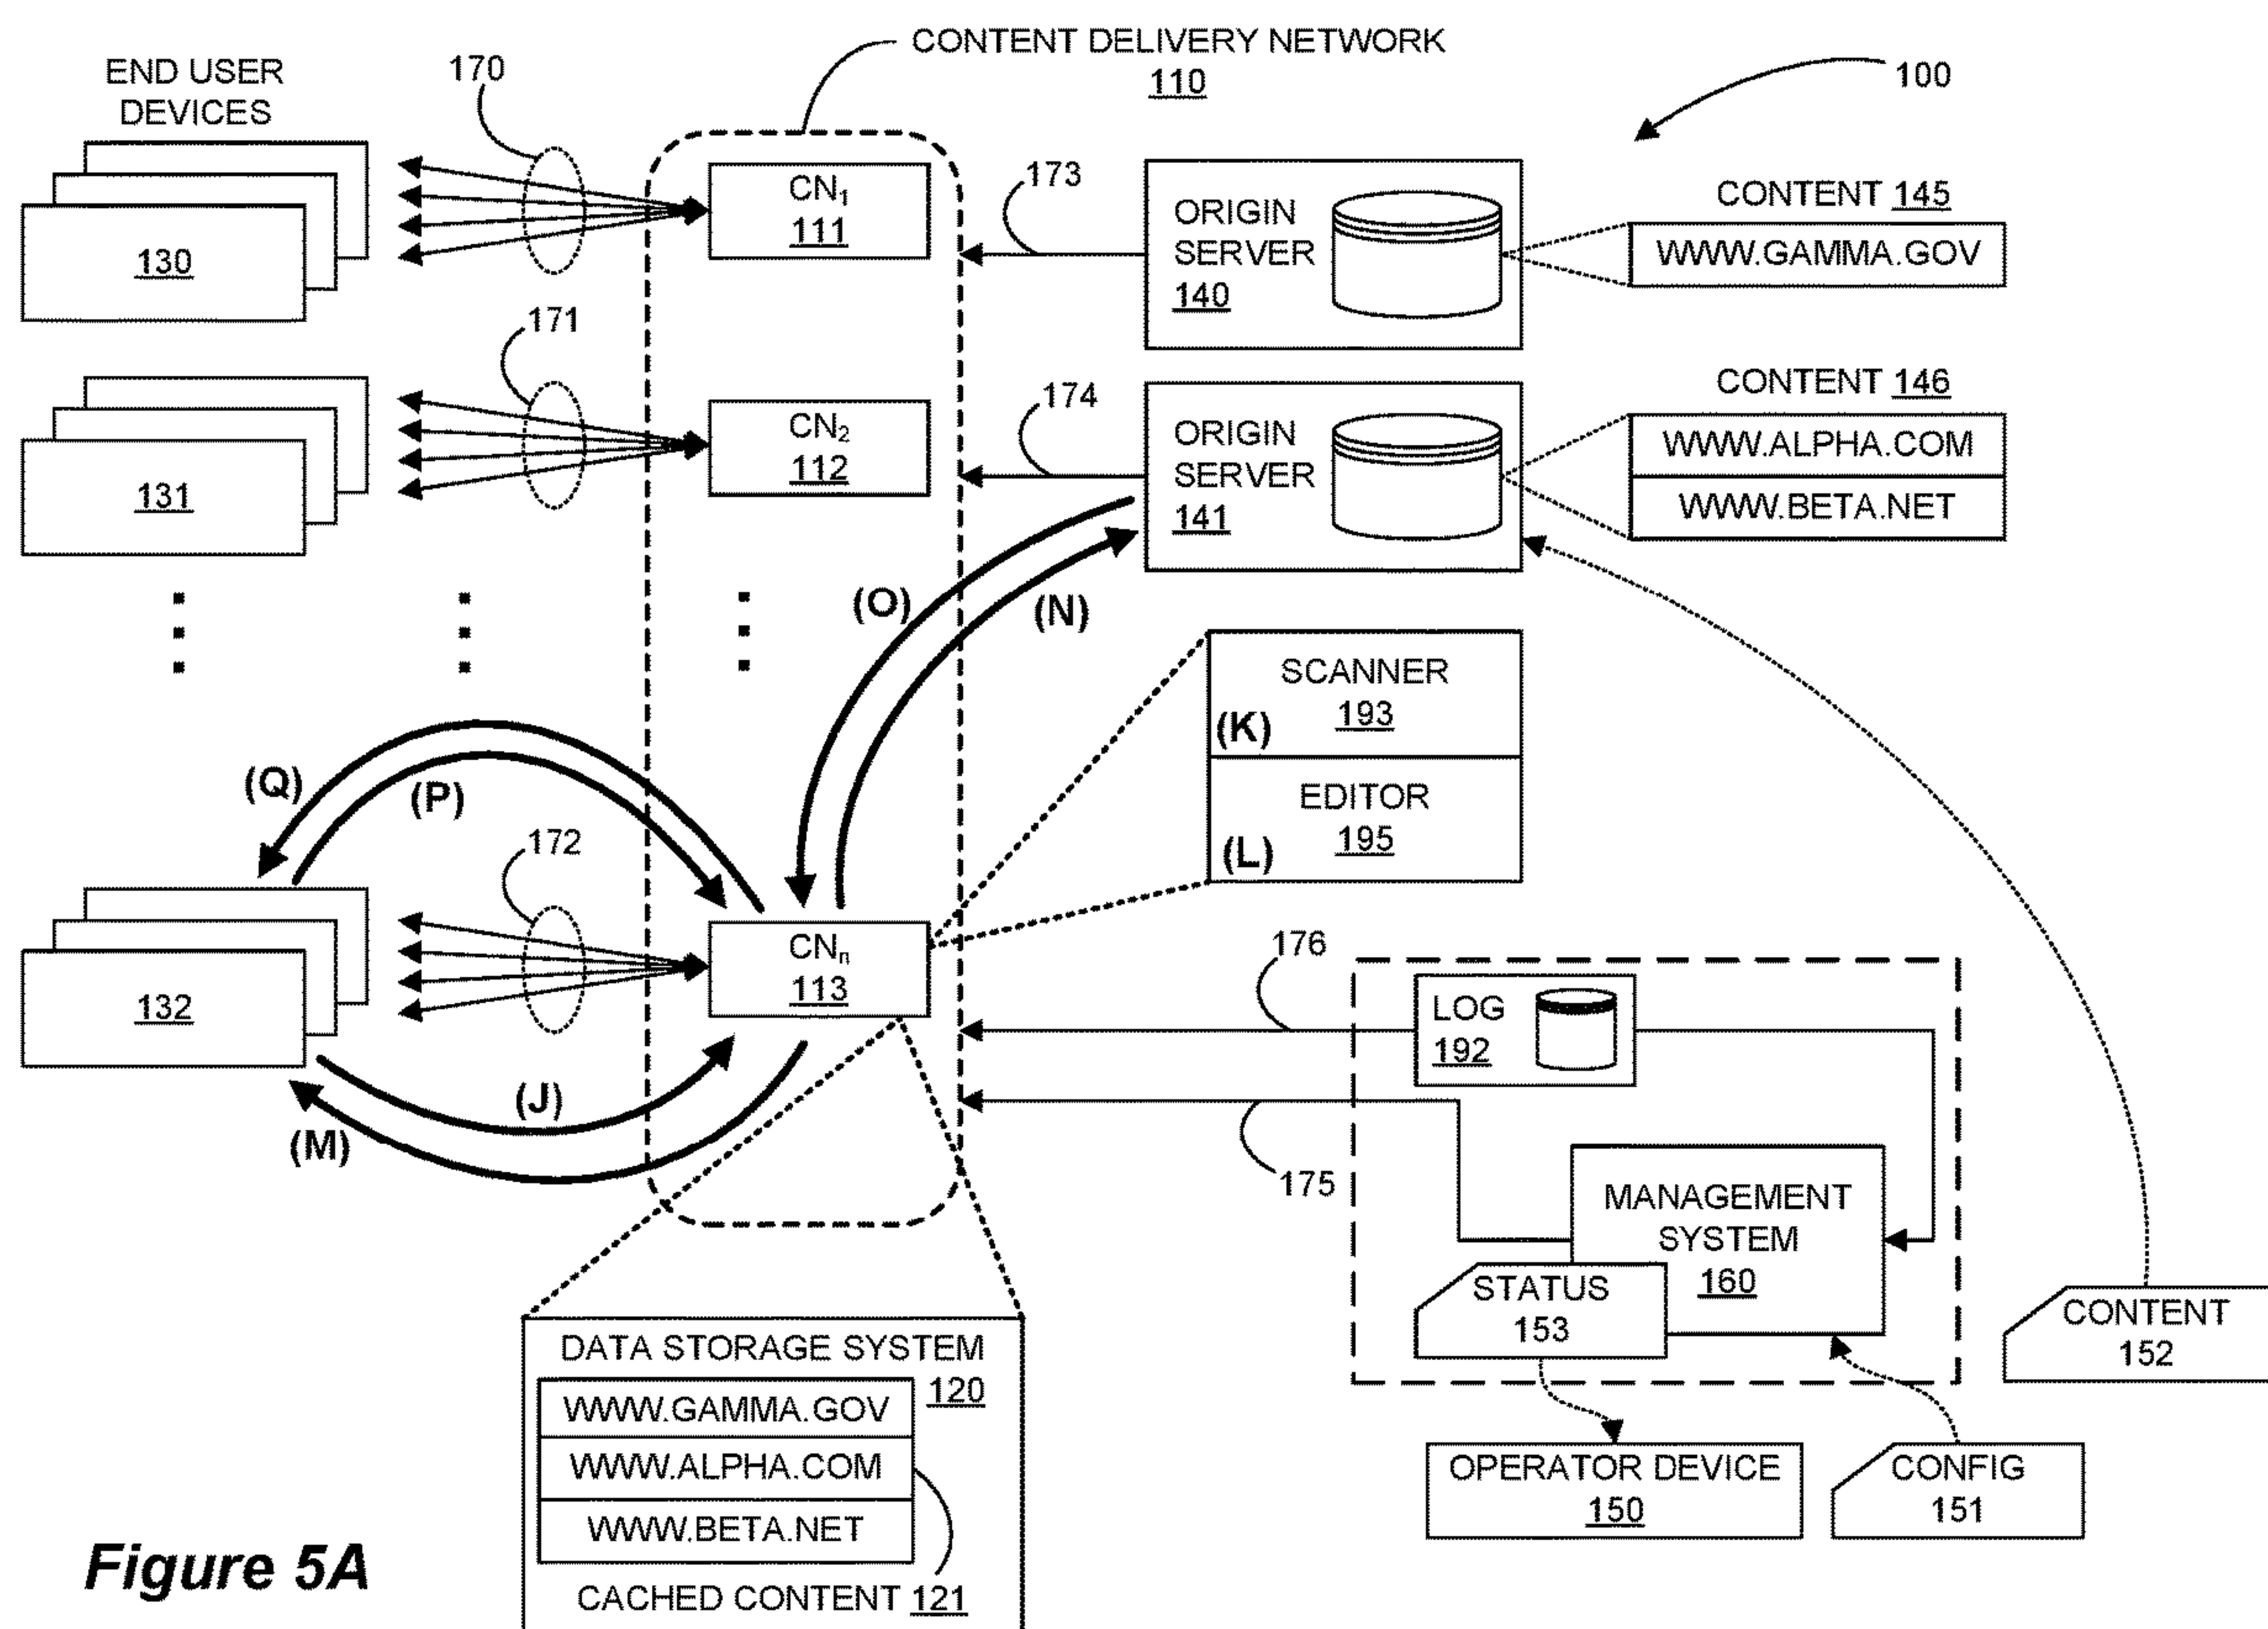 CONTENT DELIVERY NETWORK
110
100
END USER
DEVICES
170
130
CN1
111
173
ORIGIN
SERVER
140
CONTENT 145
WWW.GAMMA.GOV
171
131
CN2
112
174
ORIGIN
SERVER
141
CONTENT 146
WWW.ALPHA.COM
WWW.BETA.NET
(O)
(N)
SCANNER
193
(K)
EDITOR
195
(L)
(Q)
(P)
172
132
CNn
113
(J)
(M)
176
LOG
192
175
MANAGEMENT
SYSTEM
160
STATUS
153
CONTENT
152
OPERATOR DEVICE
150
CONFIG
151
DATA STORAGE SYSTEM
120
WWW.GAMMA.GOV
WWW.ALPHA.COM
WWW.BETA.NET
CACHED CONTENT 121
Figure 5A